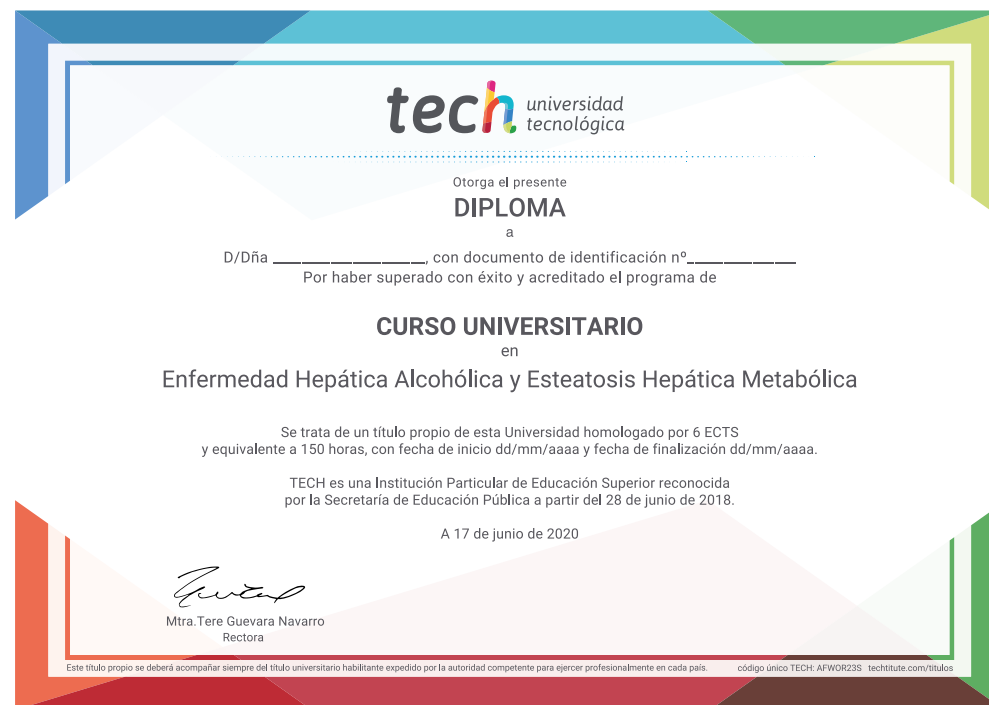 tech universidad
tecnológica
Otorga el presente
DIPLOMA
a
D/Dña ____________________, con documento de identificación nº______________
Por haber superado con éxito y acreditado el programa de
CURSO UNIVERSITARIO
en
Enfermedad Hepática Alcohólica y Esteatosis Hepática Metabólica
Se trata de un título propio de esta Universidad homologado por 6 ECTS
y equivalente a 150 horas, con fecha de inicio dd/mm/aaaa y fecha de finalización dd/mm/aaaa.
TECH es una Institución Particular de Educación Superior reconocida
por la Secretaría de Educación Pública a partir del 28 de junio de 2018.
A 17 de junio de 2020
Mtra.Tere Guevara Navarro
Rectora
Este título propio se deberá acompañar siempre del título universitario habilitante expedido por la autoridad competente para ejercer profesionalmente en cada país. código único TECH: AFWOR23S techtitute.com/titulos